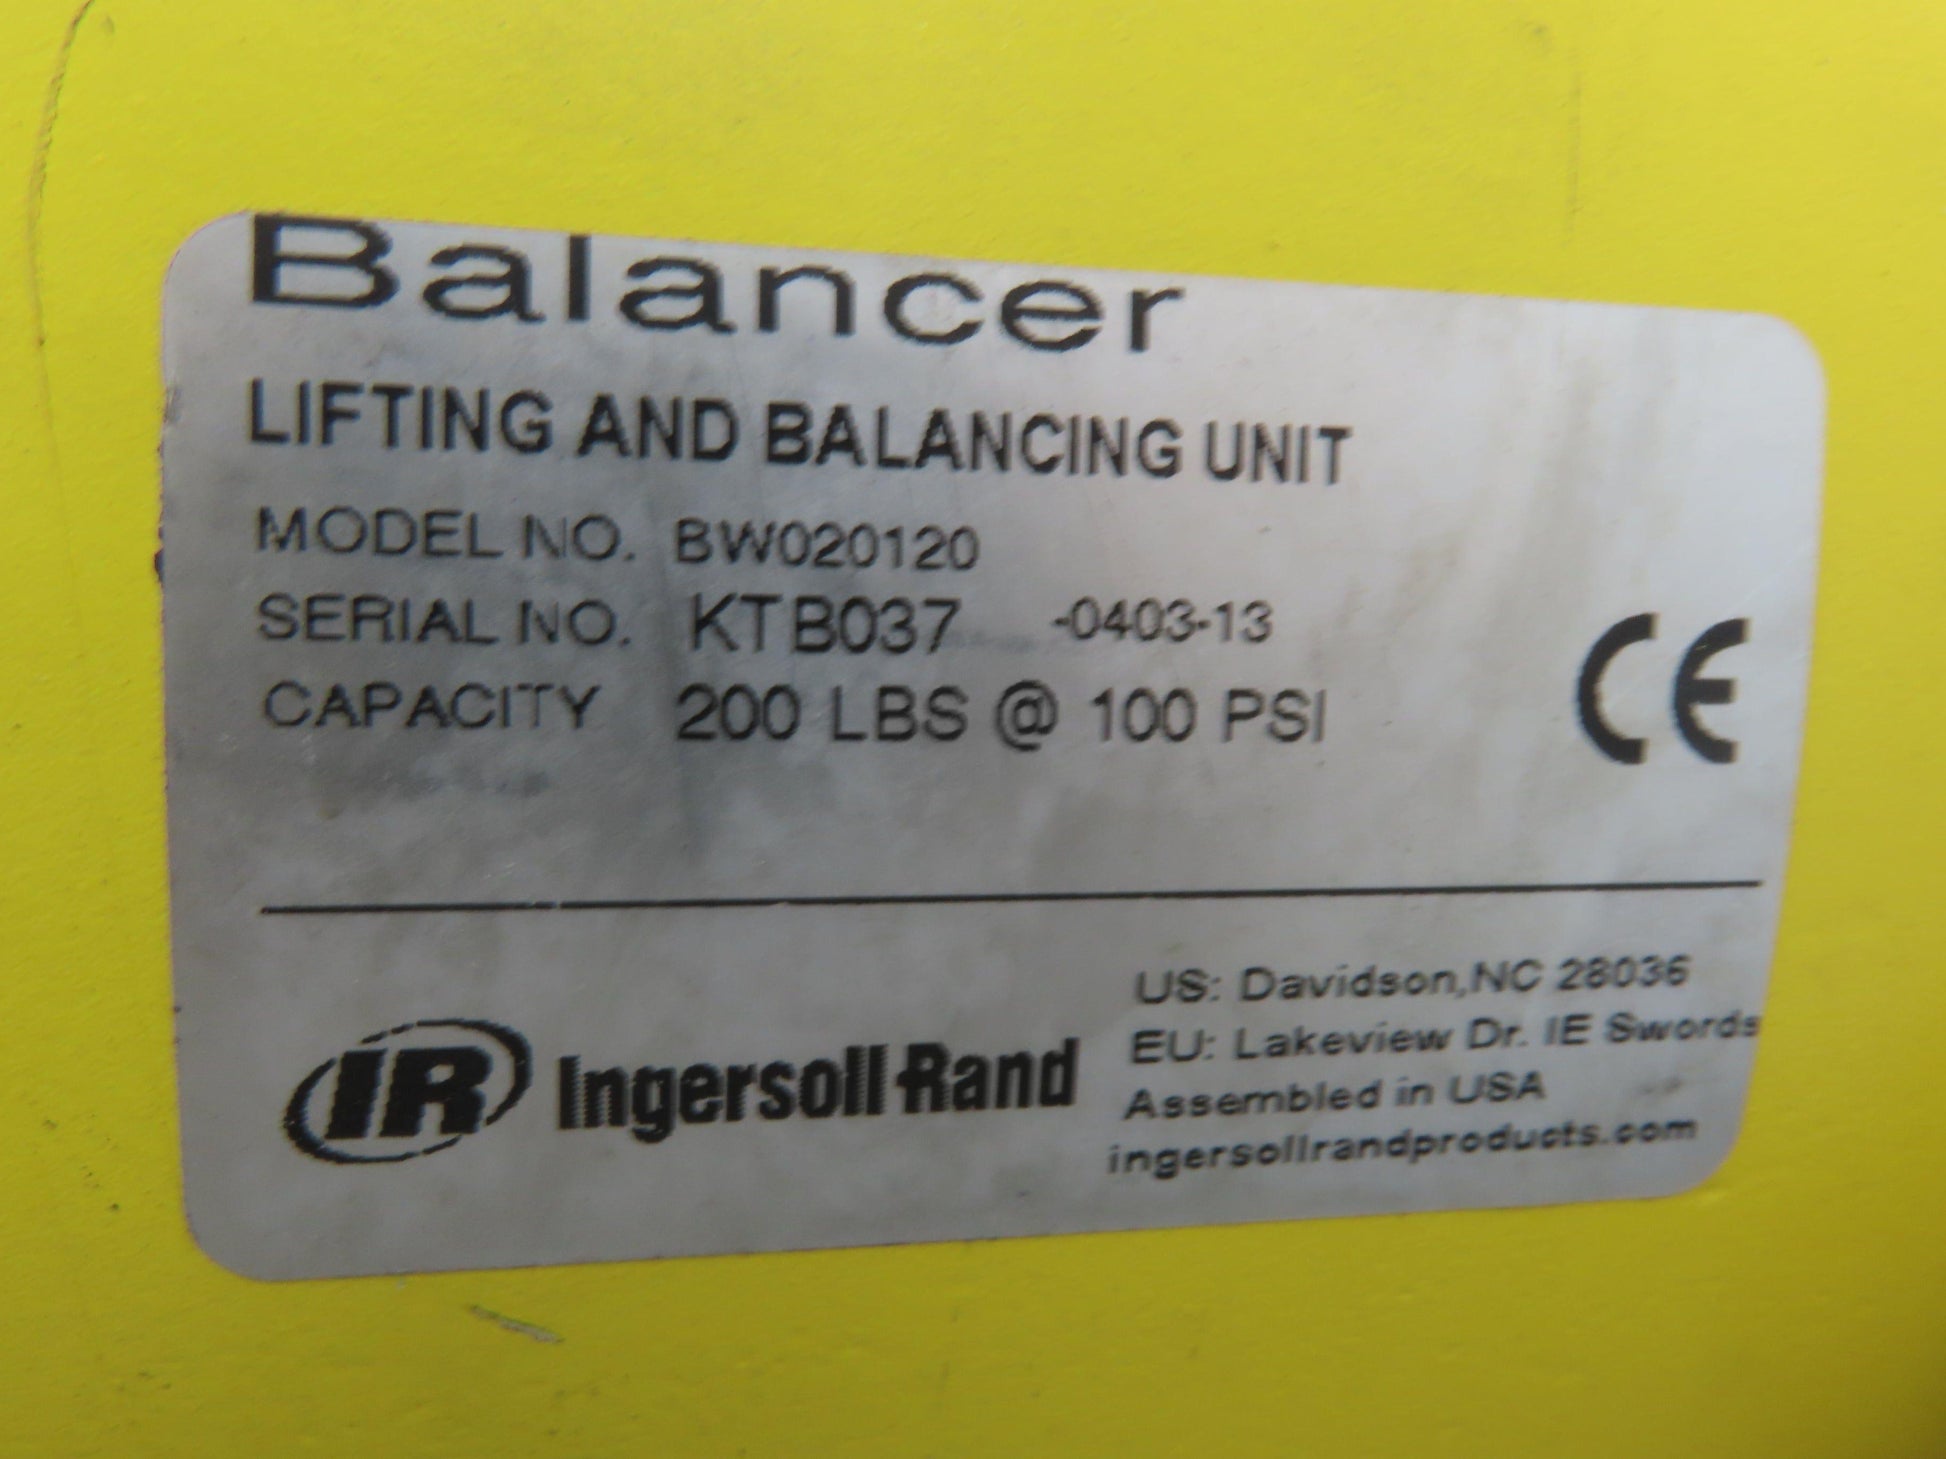 Balancer
LIFTING AND BALANCING UNIT
MODEL NO. BW020120
SERIAL NO. KTB037 -0403-13
CAPACITY 200 LBS @ 100 PSI
CE
IR Ingersoll Rand
US: Davidson,NC 28036
EU: Lakeview Dr. IE Swords
Assembled in USA
ingersollrandproducts.com